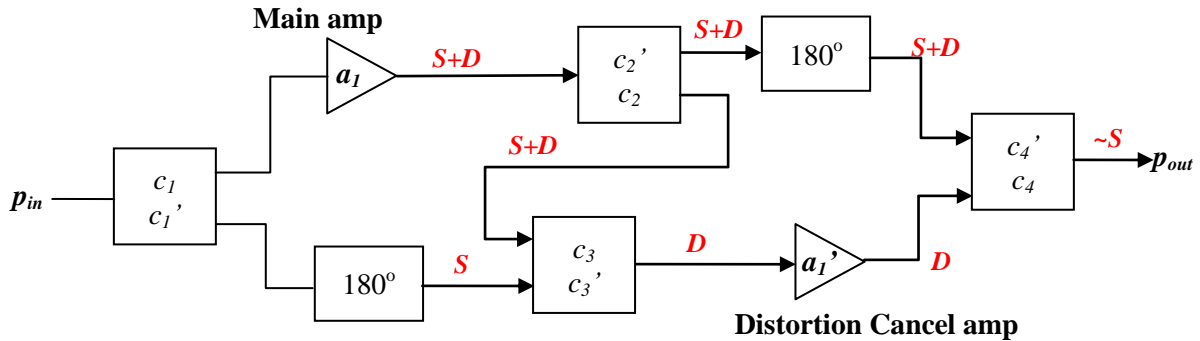 Main amp
a1
S+D
c2’
c2
S+D
180o
S+D
S+D
c4’
c4
~S
pout
pin
c1
c1’
180o
S
c3
c3’
D
a1’
D
Distortion Cancel amp